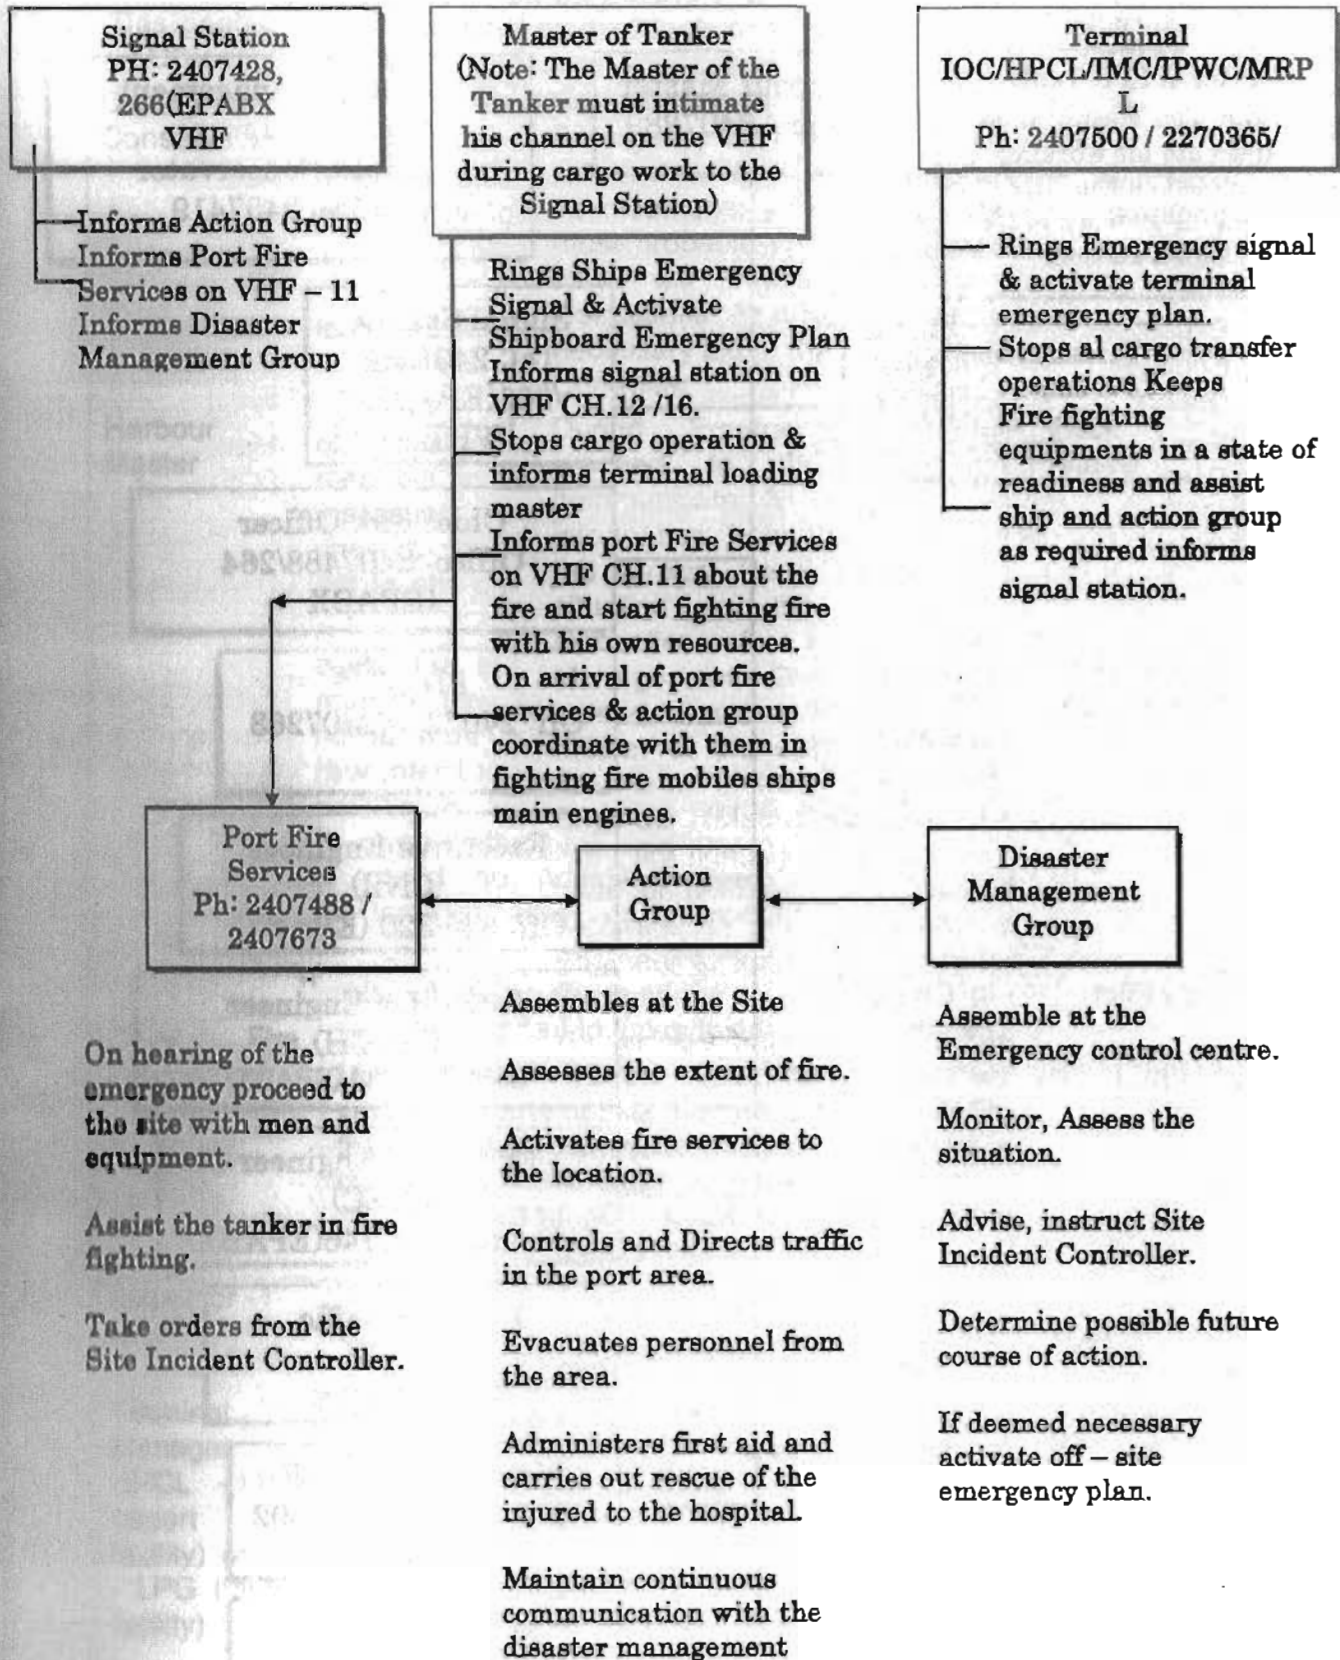 Signal Station
PH: 2407428,
266(EPABX
VHF
Informs Action Group
Informs Port Fire
Services on VHF – 11
Informs Disaster
Management Group
Master of Tanker
(Note: The Master of the
Tanker must intimate
his channel on the VHF
during cargo work to the
Signal Station)
Rings Ships Emergency
Signal & Activate
Shipboard Emergency Plan
Informs signal station on
VHF CH.12 /16.
Stops cargo operation &
informs terminal loading
master
Informs port Fire Services
on VHF CH.11 about the
fire and start fighting fire
with his own resources.
On arrival of port fire
services & action group
coordinate with them in
fighting fire mobiles ships
main engines.
Terminal
IOC/HPCL/IMC/IPWC/MRP
L
Ph: 2407500 / 2270365/
Rings Emergency signal
& activate terminal
emergency plan.
Stops al cargo transfer
operations Keeps
Fire fighting
equipments in a state of
readiness and assist
ship and action group
as required informs
signal station.
Port Fire
Services
Ph: 2407488 /
2407673
On hearing of the
emergency proceed to
the site with men and
equipment.
Assist the tanker in fire
fighting.
Take orders from the
Site Incident Controller.
Action
Group
Assembles at the Site
Assesses the extent of fire.
Activates fire services to
the location.
Controls and Directs traffic
in the port area.
Evacuates personnel from
the area.
Administers first aid and
carries out rescue of the
injured to the hospital.
Maintain continuous
communication with the
disaster management
Disaster
Management
Group
Assemble at the
Emergency control centre.
Monitor, Assess the
situation.
Advise, instruct Site
Incident Controller.
Determine possible future
course of action.
If deemed necessary
activate off – site
emergency plan.